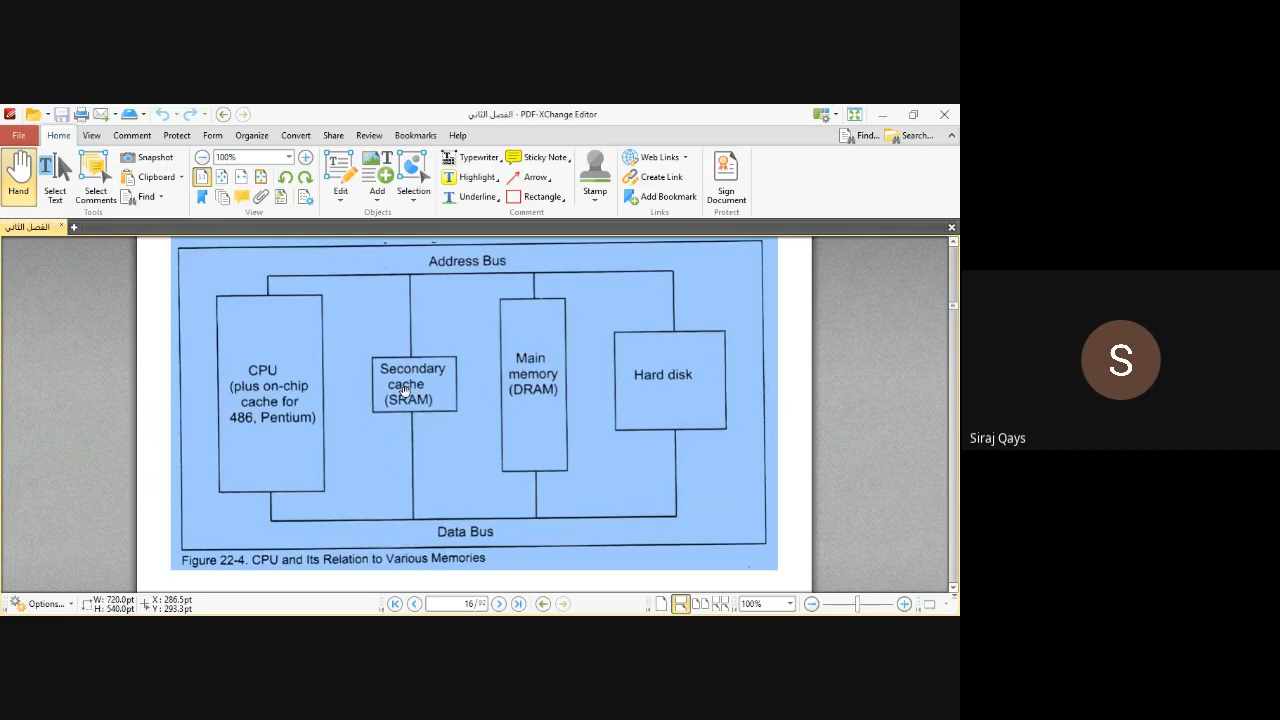 الفصل الثاني - PDF-XChange Editor
File Home View Comment Protect Form Organize Convert Share Review Bookmarks Help Find... Search...
Hand
Select Text
Select Comments
Snapshot
Clipboard
Find
Tools
100%
View
Edit
Add
Selection
Objects
Typewriter
Sticky Note
Highlight
Arrow
Underline
Rectangle
Comment
Stamp
Web Links
Create Link
Add Bookmark
Links
Sign Document
Protect
الفصل الثاني
Address Bus
CPU
(plus on-chip
cache for
486, Pentium)
Secondary
cache
(SRAM)
Main
memory
(DRAM)
Hard disk
Data Bus
Figure 22-4. CPU and Its Relation to Various Memories
Options...
W: 720.0pt
H: 540.0pt
X: 286.5pt
Y: 293.3pt
16/92
100%
S
Siraj Qays